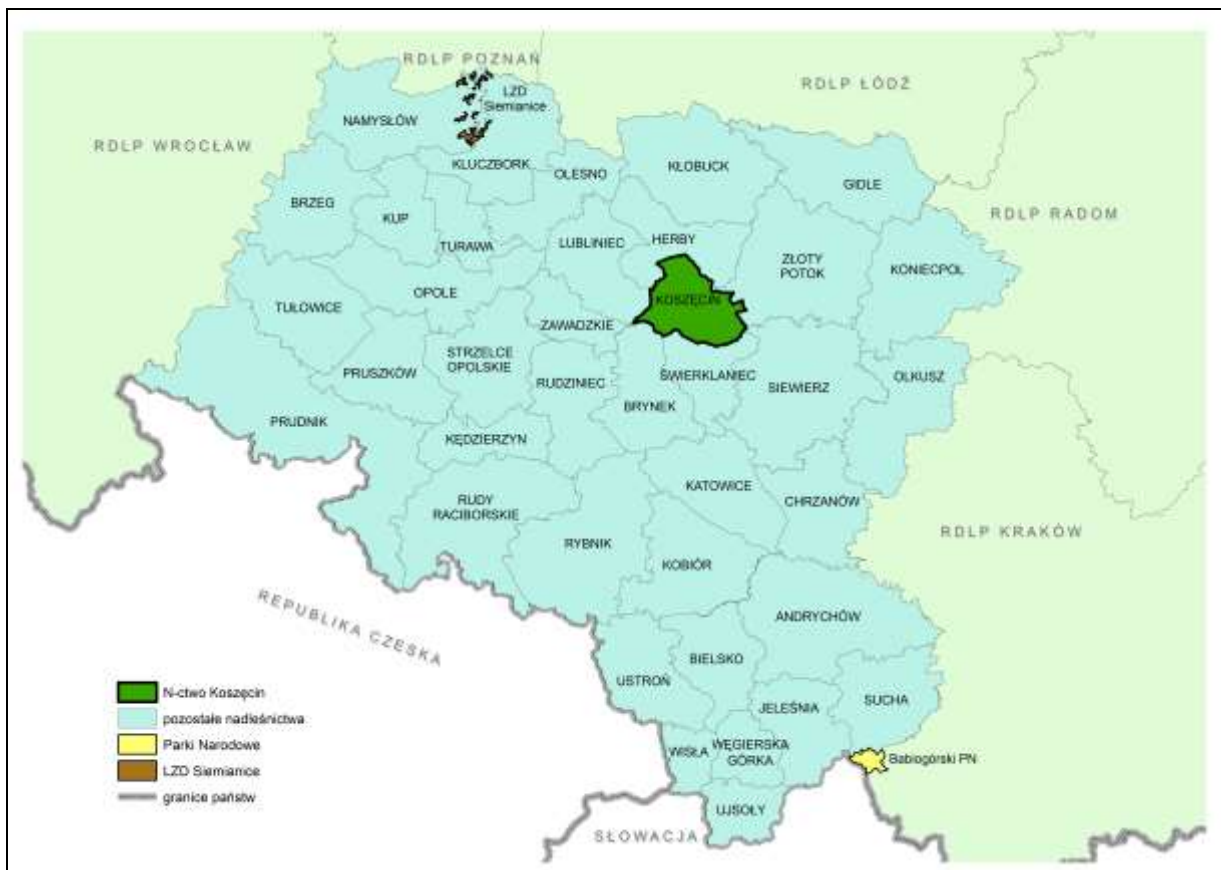 RDLP POZNAŃ
RDLP ŁÓDŹ
LZD
Siemianice
NAMYSŁÓW
RDLP WROCŁAW
KLUCZBORK
OLESNO
KŁOBUCK
GIDLE
BRZEG
KUP
RDLP RADOM
TURAWA
LUBLINIEC
HERBY
ZŁOTY
POTOK
KONIECPOL
OPOLE
KOSZĘCIN
TUŁOWICE
ZAWADZKIE
STRZELCE
OPOLSKIE
PRUSZKÓW
RUDZINIEC
ŚWIERKLANIEC
SIEWIERZ
OLKUSZ
BRYNEK
PRUDNIK
KĘDZIERZYN
KATOWICE
CHRZANÓW
RUDY
RACIBORSKIE
RYBNIK
KOBIÓR
RDLP KRAKÓW
REPUBLIKA CZESKA
ANDRYCHÓW
BIELSKO
USTROŃ
SUCHA
JELEŚNIA
WISŁA
WĘGIERSKA
GÓRKA
Babiogórski PN
UJSOŁY
SŁOWACJA
N-ctwo Koszęcin
pozostałe nadleśnictwa
Parki Narodowe
LZD Siemianice
granice państw